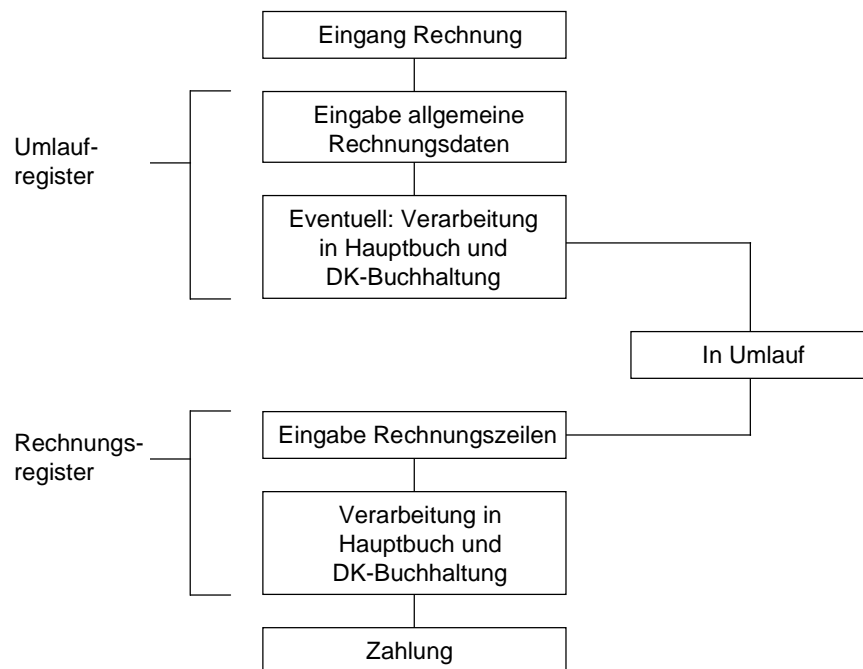 Eingang Rechnung
Umlauf-
register
Eingabe allgemeine
Rechnungsdaten
Eventuell: Verarbeitung
in Hauptbuch und
DK-Buchhaltung
In Umlauf
Rechnungs-
register
Eingabe Rechnungszeilen
Verarbeitung in
Hauptbuch und
DK-Buchhaltung
Zahlung